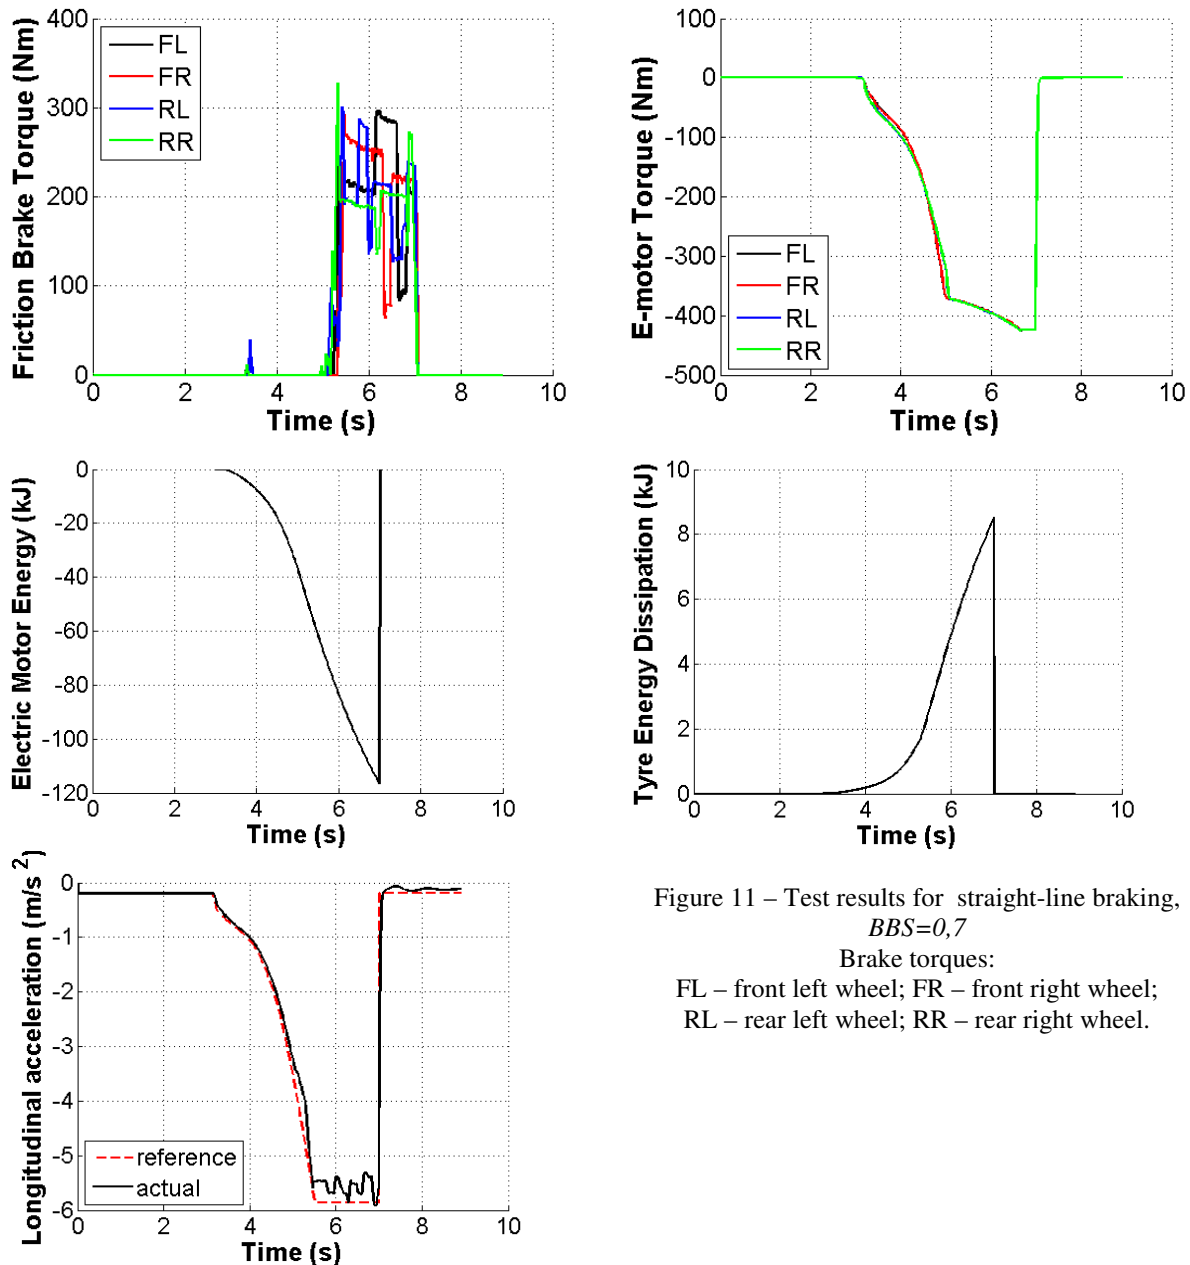 Friction Brake Torque (Nm)
400
300
200
100
0
FL
FR
RL
RR
0 2 4 6 8 10
Time (s)
E-motor Torque (Nm)
100
0
-100
-200
-300
-400
-500
FL
FR
RL
RR
0 2 4 6 8 10
Time (s)
Electric Motor Energy (kJ)
0
-20
-40
-60
-80
-100
-120
0 2 4 6 8 10
Time (s)
Tyre Energy Dissipation (kJ)
10
8
6
4
2
0
0 2 4 6 8 10
Time (s)
Longitudinal acceleration (m/s²)
0
-1
-2
-3
-4
-5
-6
reference
actual
0 2 4 6 8 10
Time (s)
Figure 11 – Test results for straight-line braking,
BBS=0,7
Brake torques:
FL – front left wheel; FR – front right wheel;
RL – rear left wheel; RR – rear right wheel.